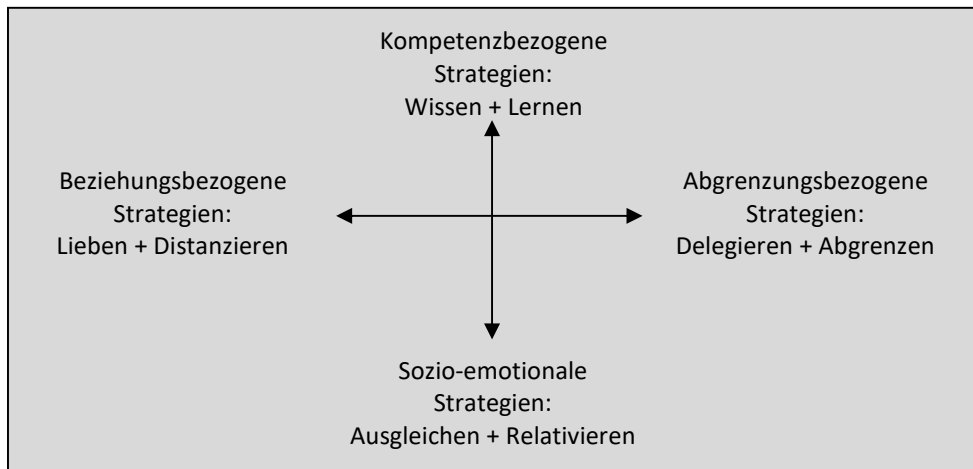 Kompetenzbezogene
Strategien:
Wissen + Lernen
Beziehungsbezogene
Strategien:
Lieben + Distanzieren
Abgrenzungsbezogene
Strategien:
Delegieren + Abgrenzen
Sozio-emotionale
Strategien:
Ausgleichen + Relativieren